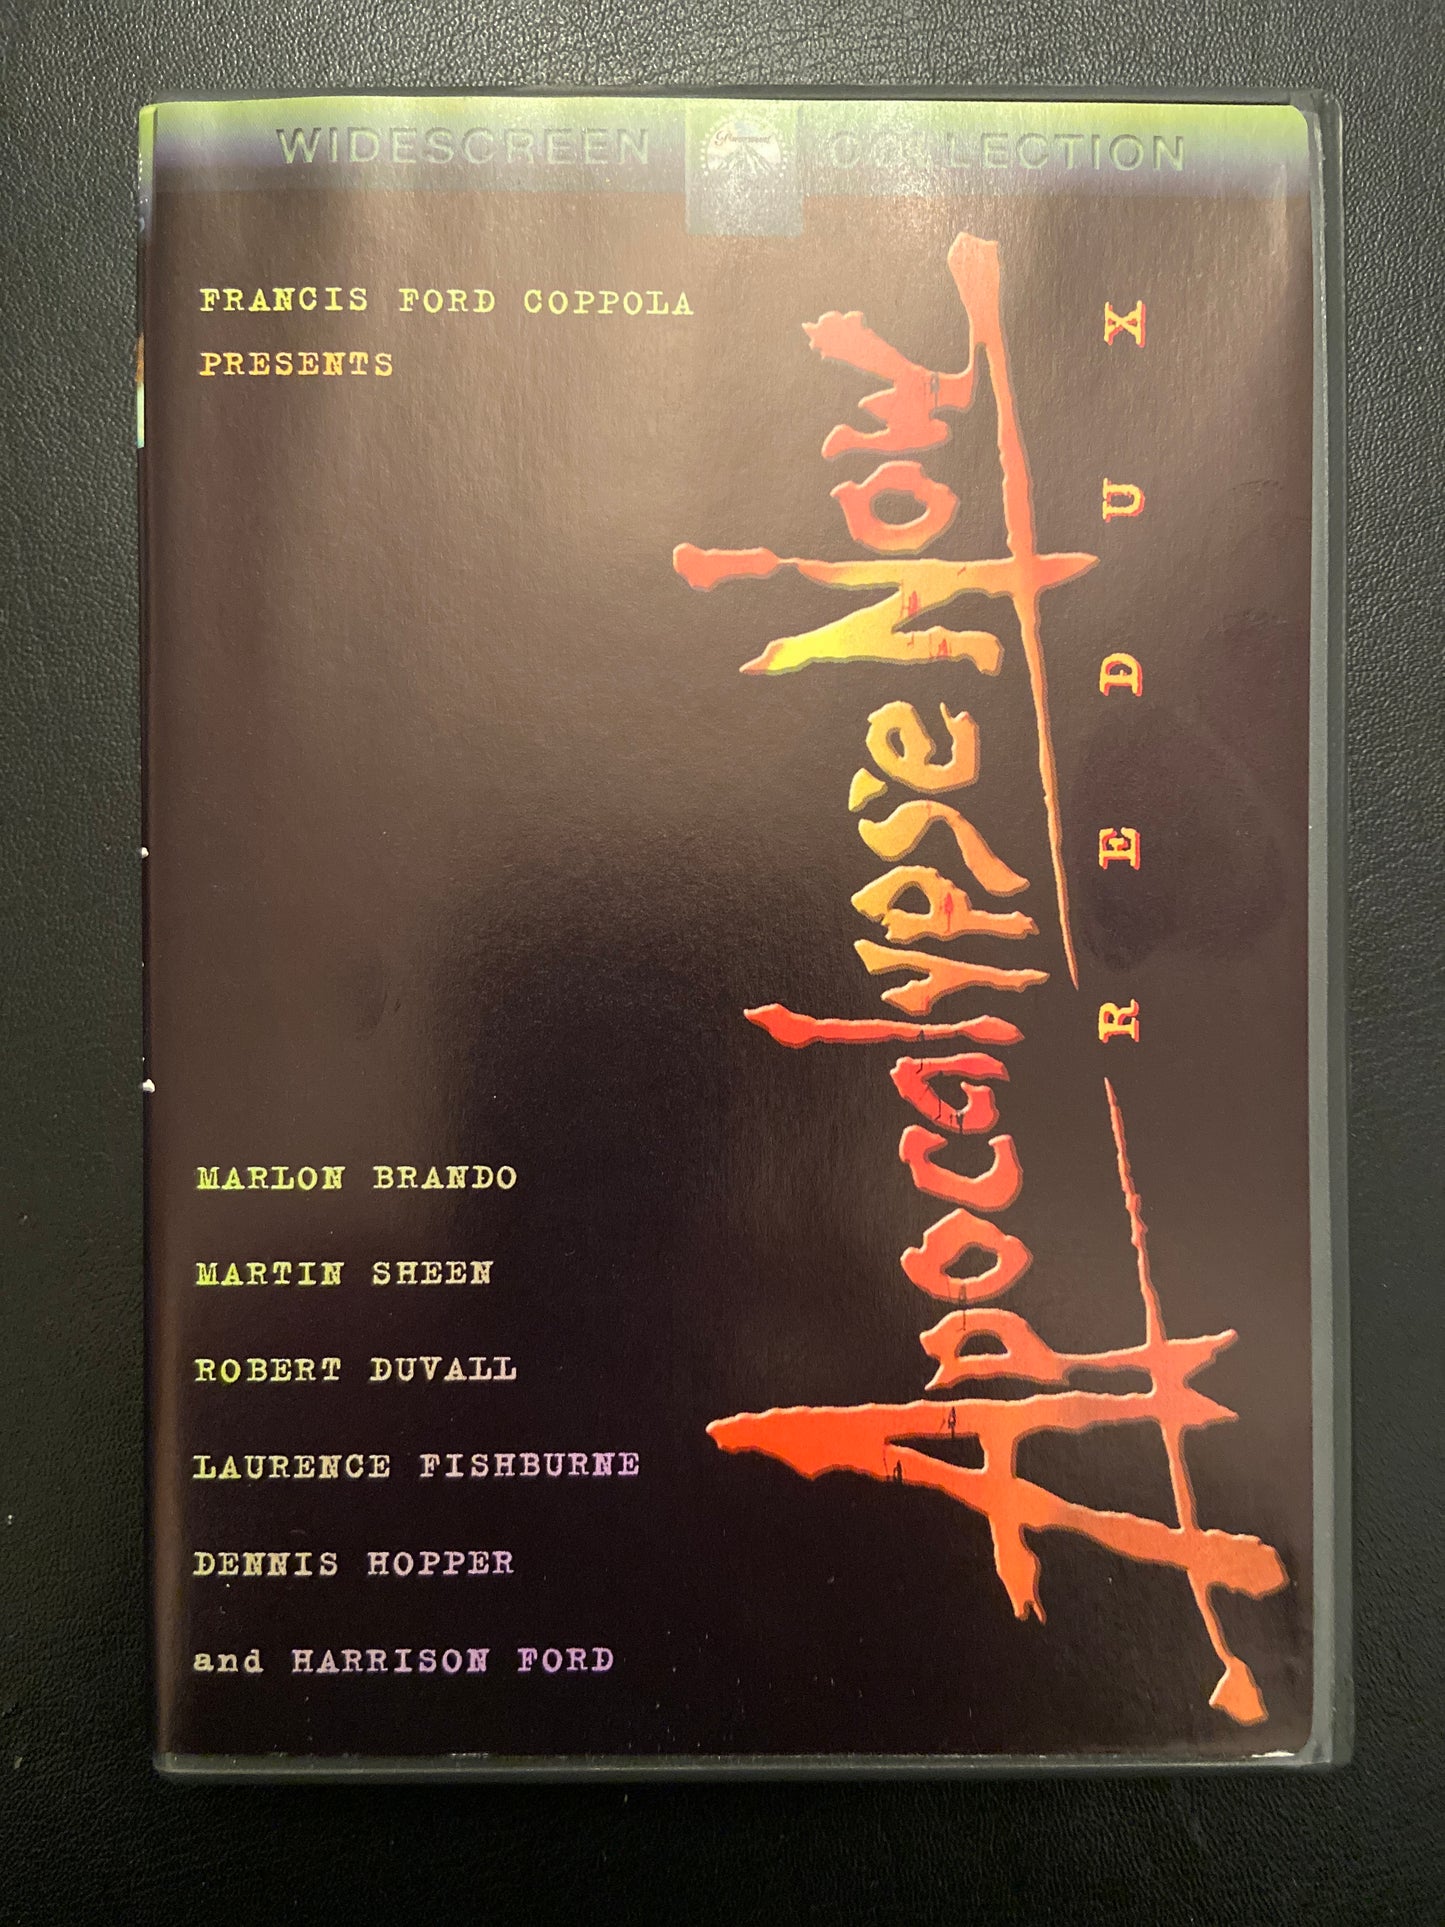 WIDESCREEN Paramount COLLECTION
FRANCIS FORD COPPOLA
PRESENTS
Apocalypse Now
REDUX
MARLON BRANDO
MARTIN SHEEN
ROBERT DUVALL
LAURENCE FISHBURNE
DENNIS HOPPER
and HARRISON FORD